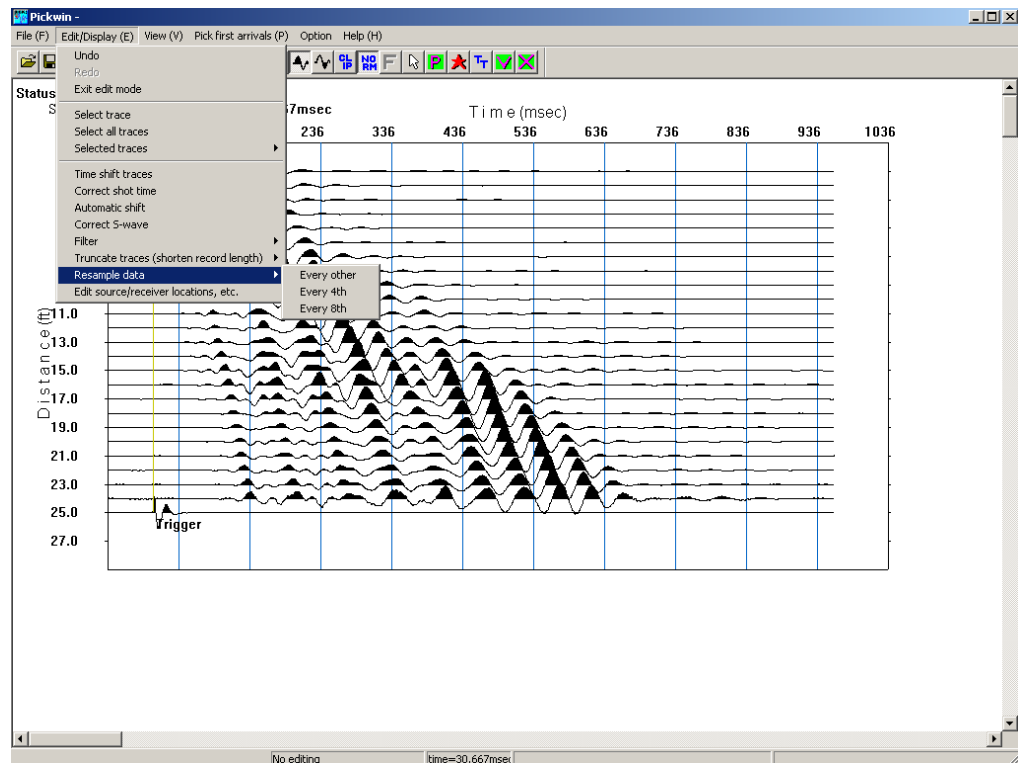 Pickwin -
File (F) Edit/Display (E) View (V) Pick first arrivals (P) Option Help (H)
CL IP NO RM F P T
Undo
Redo
Exit edit mode
Select trace
Select all traces
Selected traces
Time shift traces
Correct shot time
Automatic shift
Correct S-wave
Filter
Truncate traces (shorten record length)
Resample data
Edit source/receiver locations, etc.
Every other
Every 4th
Every 8th
Status
S
7msec
Time (msec)
236 336 436 536 636 736 836 936 1036
Distance (ft)
11.0
13.0
15.0
17.0
19.0
21.0
23.0
25.0
27.0
Trigger
No editing time=30.667msec